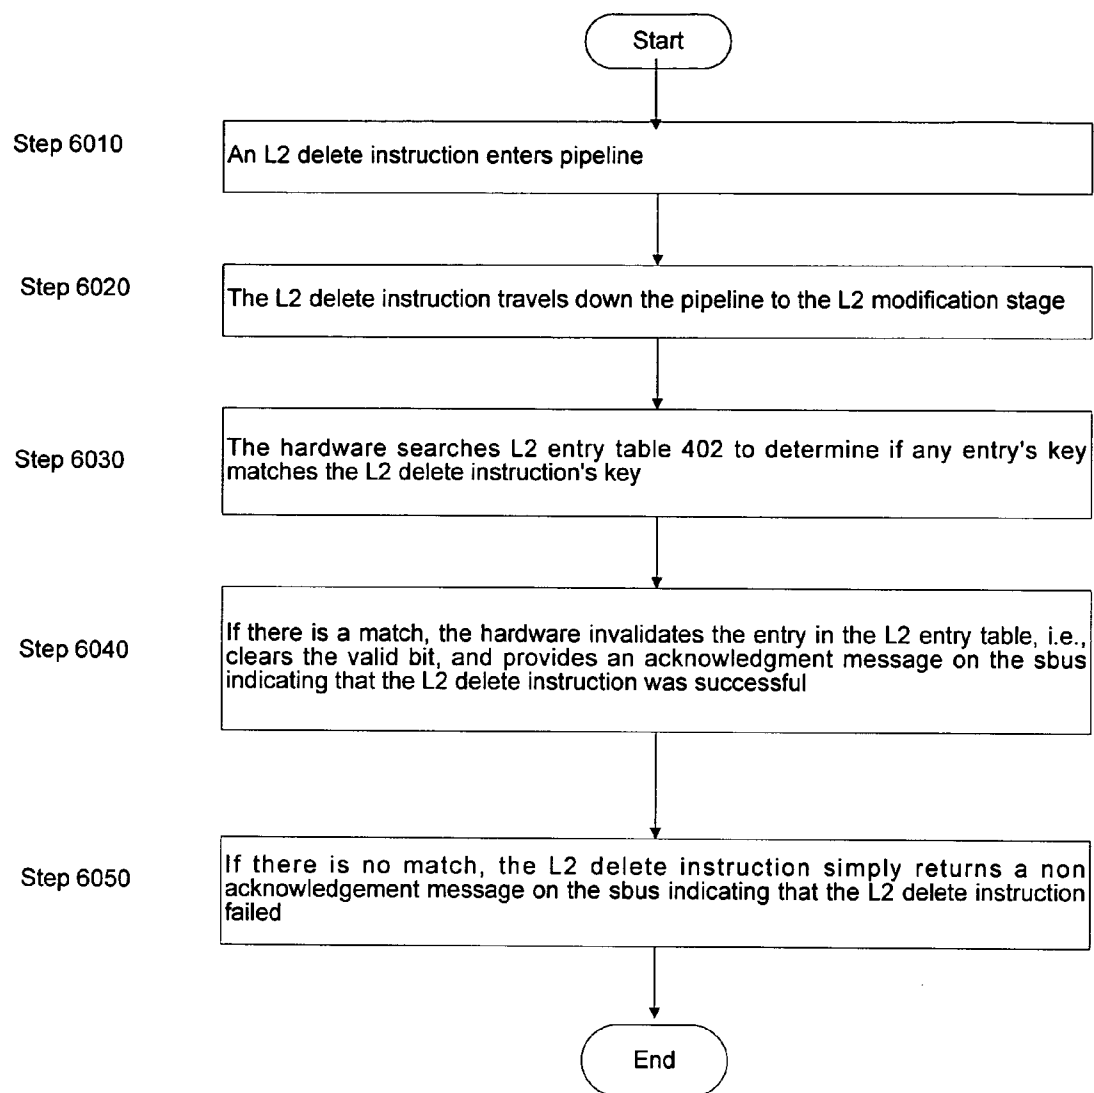 Start
Step 6010
An L2 delete instruction enters pipeline
Step 6020
The L2 delete instruction travels down the pipeline to the L2 modification stage
Step 6030
The hardware searches L2 entry table 402 to determine if any entry's key
matches the L2 delete instruction's key
Step 6040
If there is a match, the hardware invalidates the entry in the L2 entry table, i.e.,
clears the valid bit, and provides an acknowledgment message on the sbus
indicating that the L2 delete instruction was successful
Step 6050
If there is no match, the L2 delete instruction simply returns a non
acknowledgement message on the sbus indicating that the L2 delete instruction
failed
End